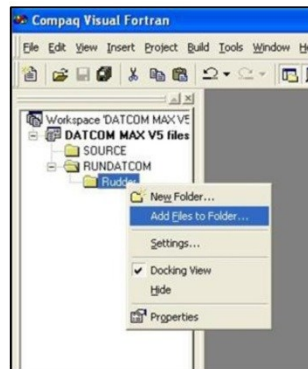 Compaq Visual Fortran
File Edit View Insert Project Build Tools Window
Workspace 'DATCOM MAX V5
DATCOM MAX V5 files
SOURCE
RUNDATCOM
Rudder
New Folder...
Add Files to Folder...
Settings...
Docking View
Hide
Properties